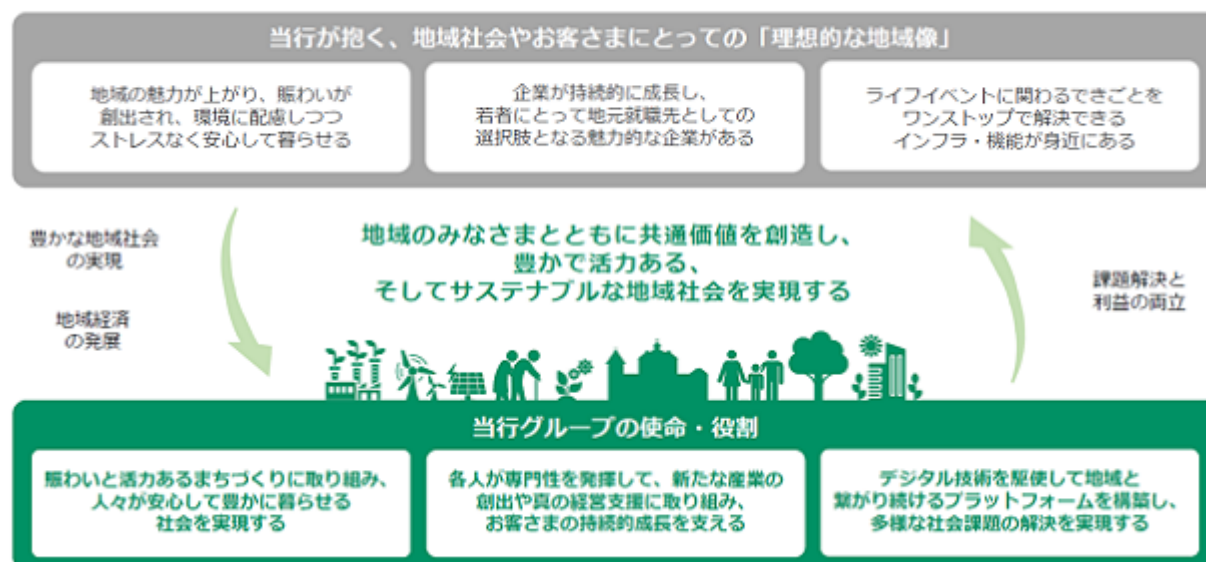 当行が抱く、地域社会やお客さまにとっての「理想的な地域像」
地域の魅力が上がり、賑わいが
創出され、環境に配慮しつつ
ストレスなく安心して暮らせる
企業が持続的に成長し、
若者にとって地元就職先としての
選択肢となる魅力的な企業がある
ライフイベントに関わるできごとを
ワンストップで解決できる
インフラ・機能が身近にある
豊かな地域社会
の実現
地域経済
の発展
地域のみなさまとともに共通価値を創造し、
豊かで活力ある、
そしてサステナブルな地域社会を実現する
課題解決と
利益の両立
当行グループの使命・役割
賑わいと活力あるまちづくりに取り組み、
人々が安心して豊かに暮らせる
社会を実現する
各人が専門性を発揮して、新たな産業の
創出や真の経営支援に取り組み、
お客さまの持続的成長を支える
デジタル技術を駆使して地域と
繋がり続けるプラットフォームを構築し、
多様な社会課題の解決を実現する